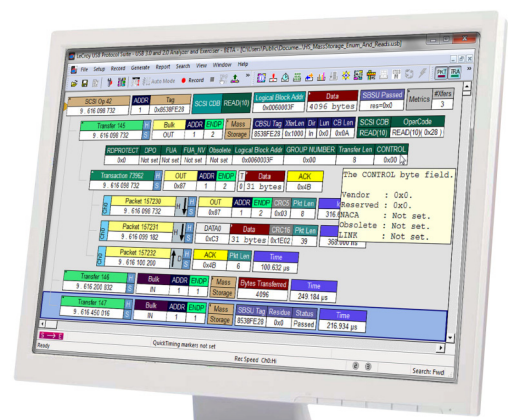 LeCroy USB Protocol Suite - USB 3.0 and 2.0 Analyzer and Exerciser - BETA - [C:\Users\Public\Docume...\HS_MassStorage_Enum_And_Reads.usb]
File Setup Record Generate Report Search View Window Help
Auto Mode Record PKT TRA
SCSI Op 42 ADDR Tag SCSI CDB READ(10) Logical Block Addr Data SBSU Passed Metrics #Xfers
9 . 616 098 732 1 0x8538FE28 0x0060003F 4096 bytes res=0x0 3
Transfer 145 H Bulk ADDR ENDP Mass CBSU Tag XferLen Dir Lun CB Len SCSI CDB OperCode
9 . 616 098 732 S OUT 1 2 Storage 8538FE28 0x1000 In 0x0 0x0A READ(10) READ(10)( 0x28 )
RDPROTECT DPO FUA FUA_NV Obsolete Logical Block Addr GROUP NUMBER Transfer Len CONTROL
0x0 Not set Not set Not set Not set 0x0060003F 0x00 8 0x00
Transaction 73962 H OUT ADDR ENDP T Data ACK
9 . 616 098 732 S 0x87 1 2 0 31 bytes 0x4B
The CONTROL byte field.
Vendor : 0x0.
Reserved : 0x0.
NACA : Not set.
Obsolete : Not set.
LINK : Not set.
Packet 157230 H OUT ADDR ENDP CRC5 Pkt Len
9 . 616 098 732 S 0x87 1 2 0x03 8 316.
Packet 157231 H DATA0 Data CRC16 Pkt Len
9 . 616 099 182 S 0xC3 31 bytes 0x1E02 39
Packet 157232 D H ACK Pkt Len Time
9 . 616 100 200 S 0x4B 6 100.632 µs
Transfer 146 H Bulk ADDR ENDP Mass Bytes Transferred Time
9 . 616 200 832 S IN 1 1 Storage 4096 249.184 µs
Transfer 147 H Bulk ADDR ENDP Mass SBSU Tag Residue Status Time
9 . 616 450 016 S IN 1 1 Storage 8538FE28 0x0 Passed 216.934 µs
QuickTiming markers not set
Ready Rec Speed Ch0:Hi Search: Fwd